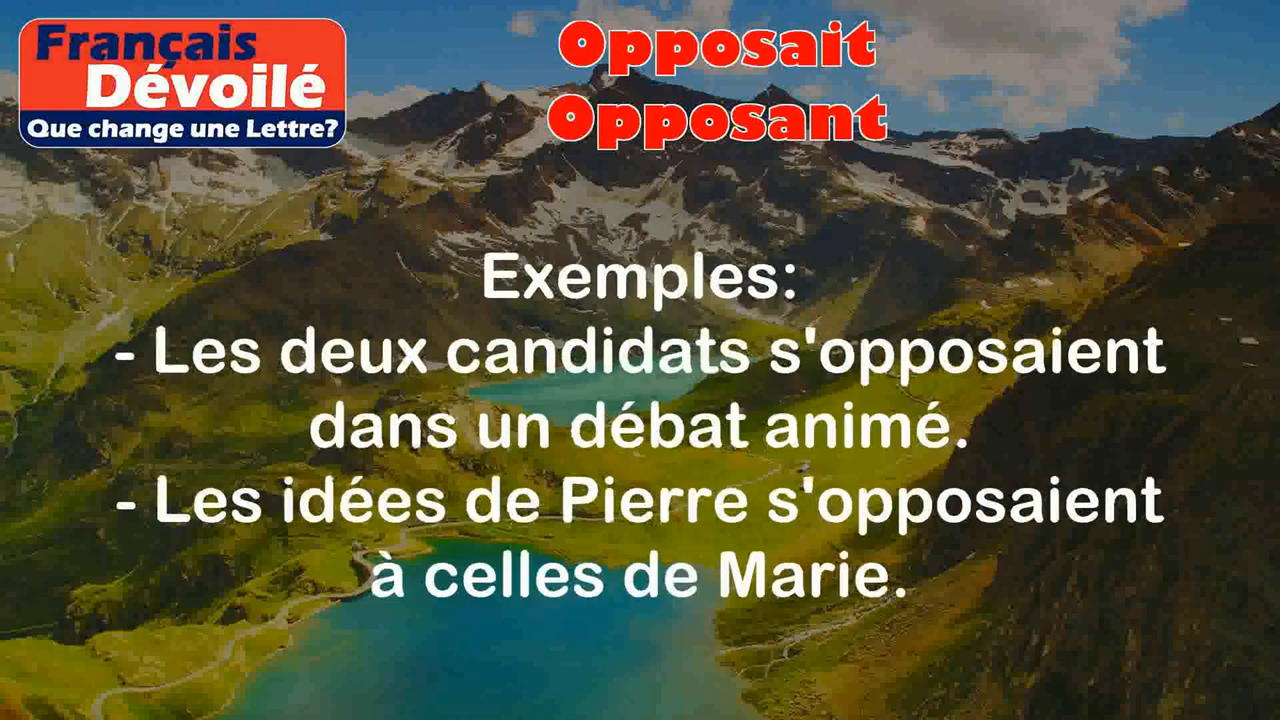 Français
Dévoilé
Que change une Lettre?
Opposait
Opposant
Exemples:
- Les deux candidats s'opposaient
dans un débat animé.
- Les idées de Pierre s'opposaient
à celles de Marie.